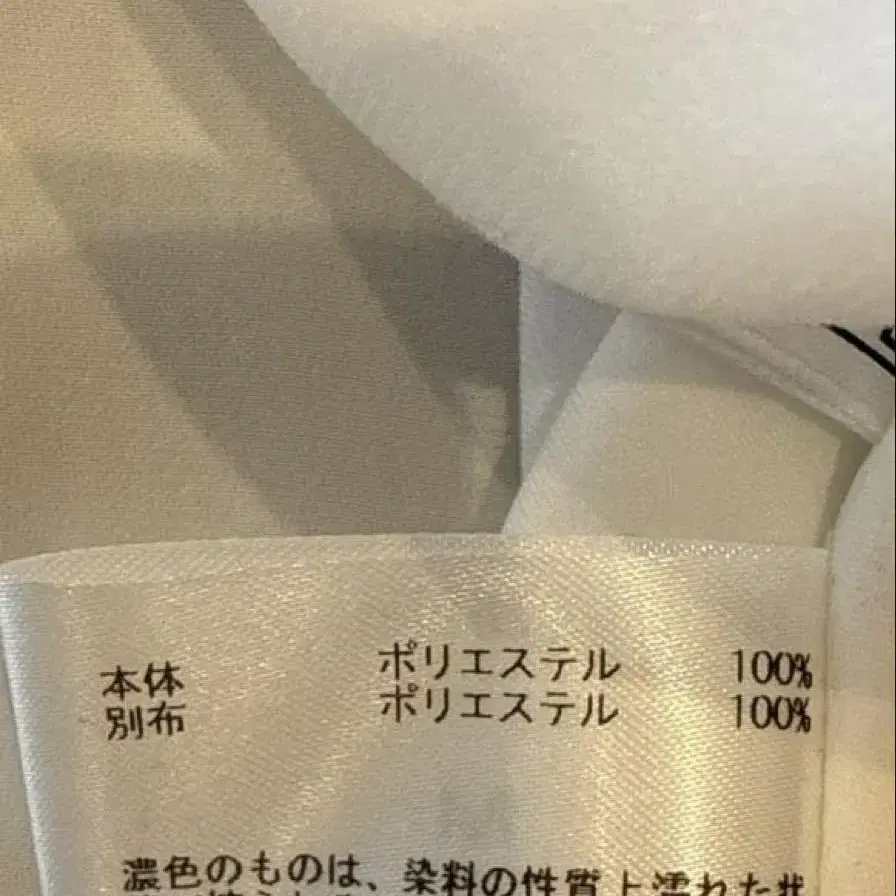 本体 ポリエステル 100%
別布 ポリエステル 100%
濃色のものは、染料の性質上濡れた状